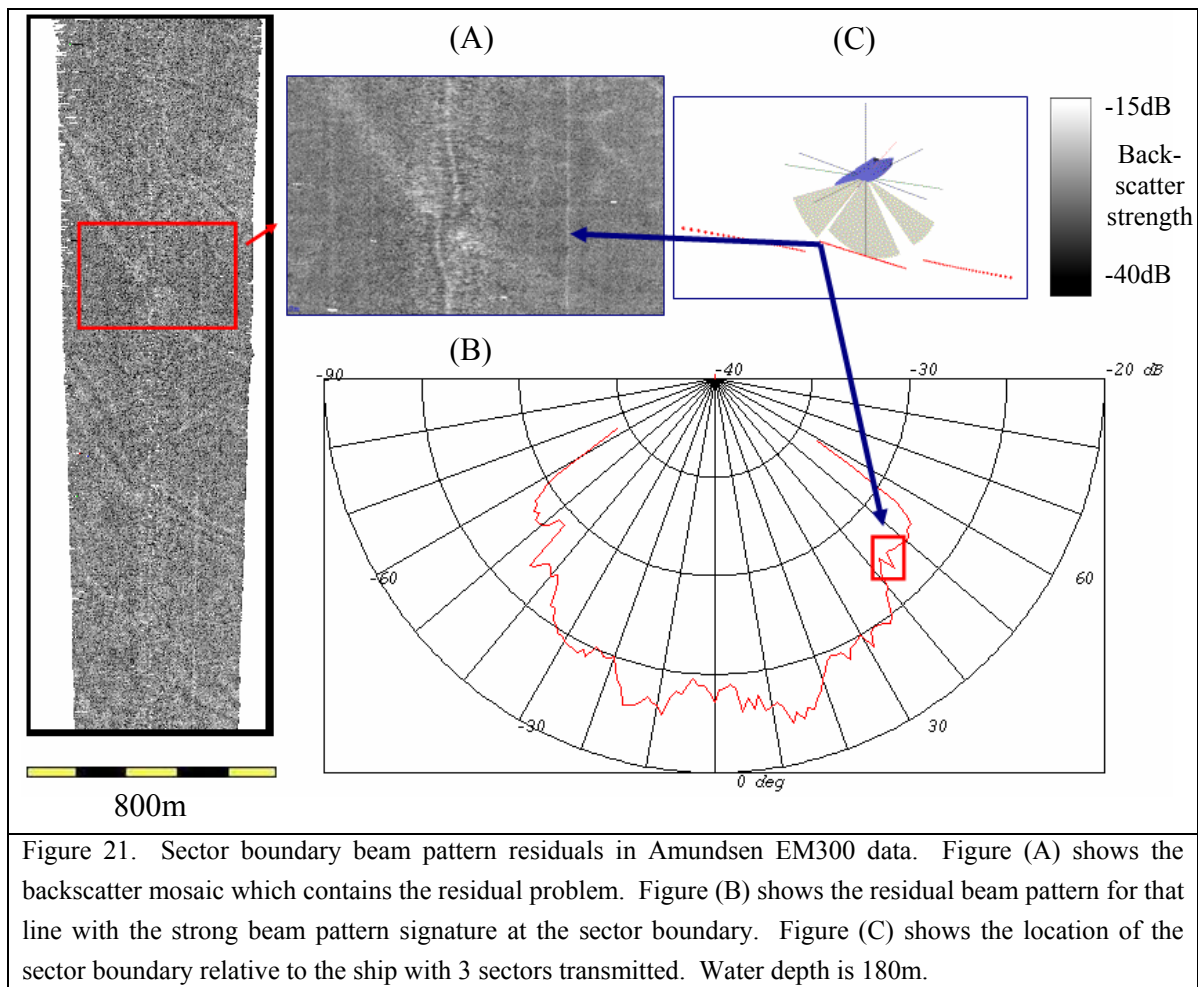 (A)
(C)
-15dB
Back-
scatter
strength
-40dB
(B)
-90
-40
-30
-20 dB
-60
60
-30
30
0 deg
800m
Figure 21. Sector boundary beam pattern residuals in Amundsen EM300 data. Figure (A) shows the
backscatter mosaic which contains the residual problem. Figure (B) shows the residual beam pattern for that
line with the strong beam pattern signature at the sector boundary. Figure (C) shows the location of the
sector boundary relative to the ship with 3 sectors transmitted. Water depth is 180m.